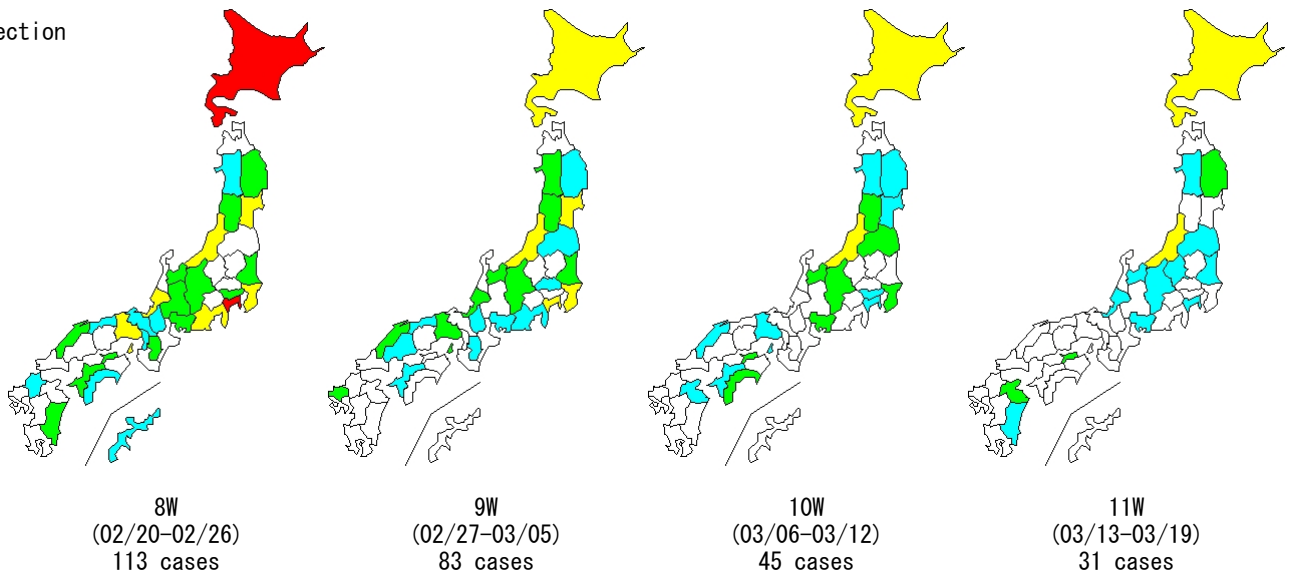 ection
8W
(02/20-02/26)
113 cases
9W
(02/27-03/05)
83 cases
10W
(03/06-03/12)
45 cases
11W
(03/13-03/19)
31 cases